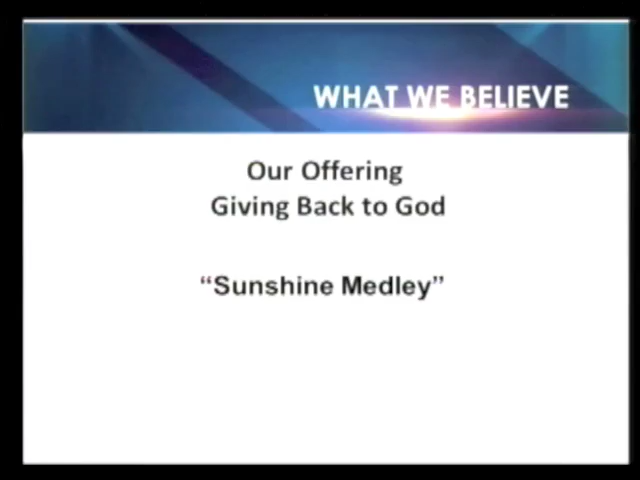 WHAT WE BELIEVE
Our Offering
Giving Back to God
“Sunshine Medley”